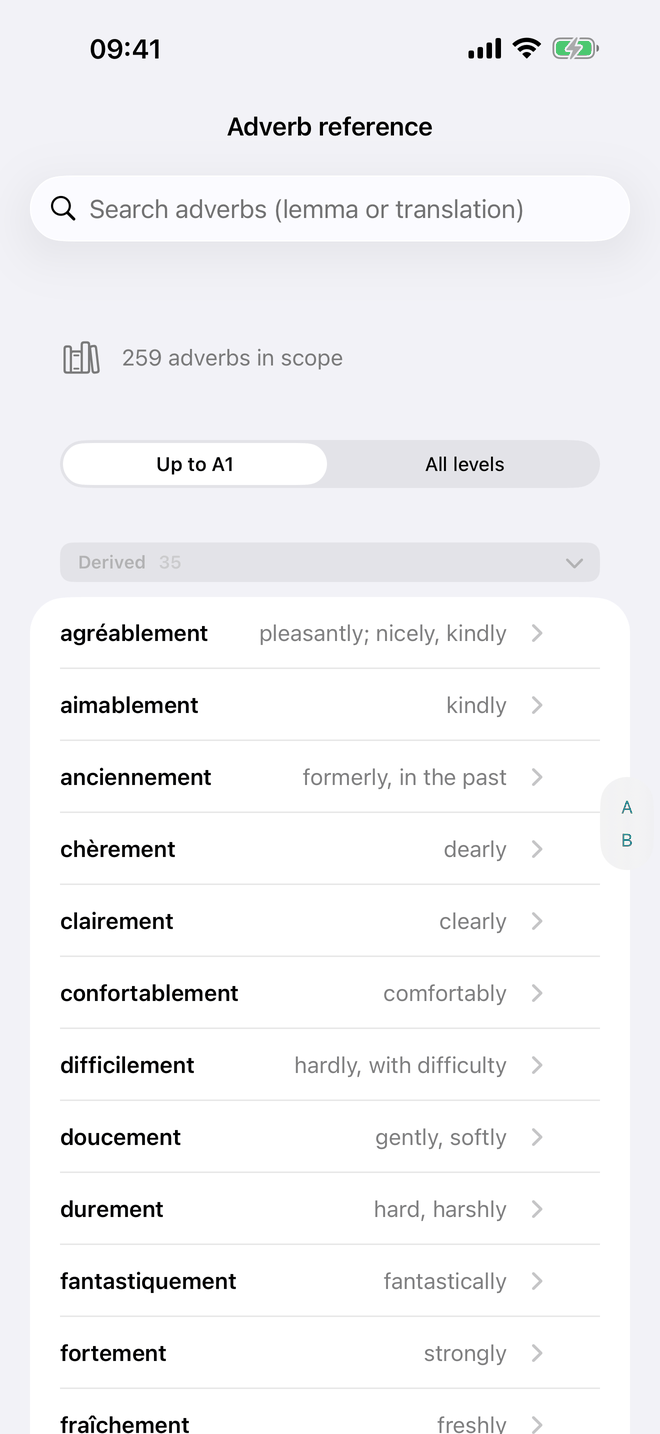 09:41
Adverb reference
Search adverbs (lemma or translation)
259 adverbs in scope
Up to A1 All levels
Derived 35
agréablement pleasantly; nicely, kindly
aimablement kindly
anciennement formerly, in the past
A
chèrement dearly
B
clairement clearly
confortablement comfortably
difficilement hardly, with difficulty
doucement gently, softly
durement hard, harshly
fantastiquement fantastically
fortement strongly
fraîchement freshly